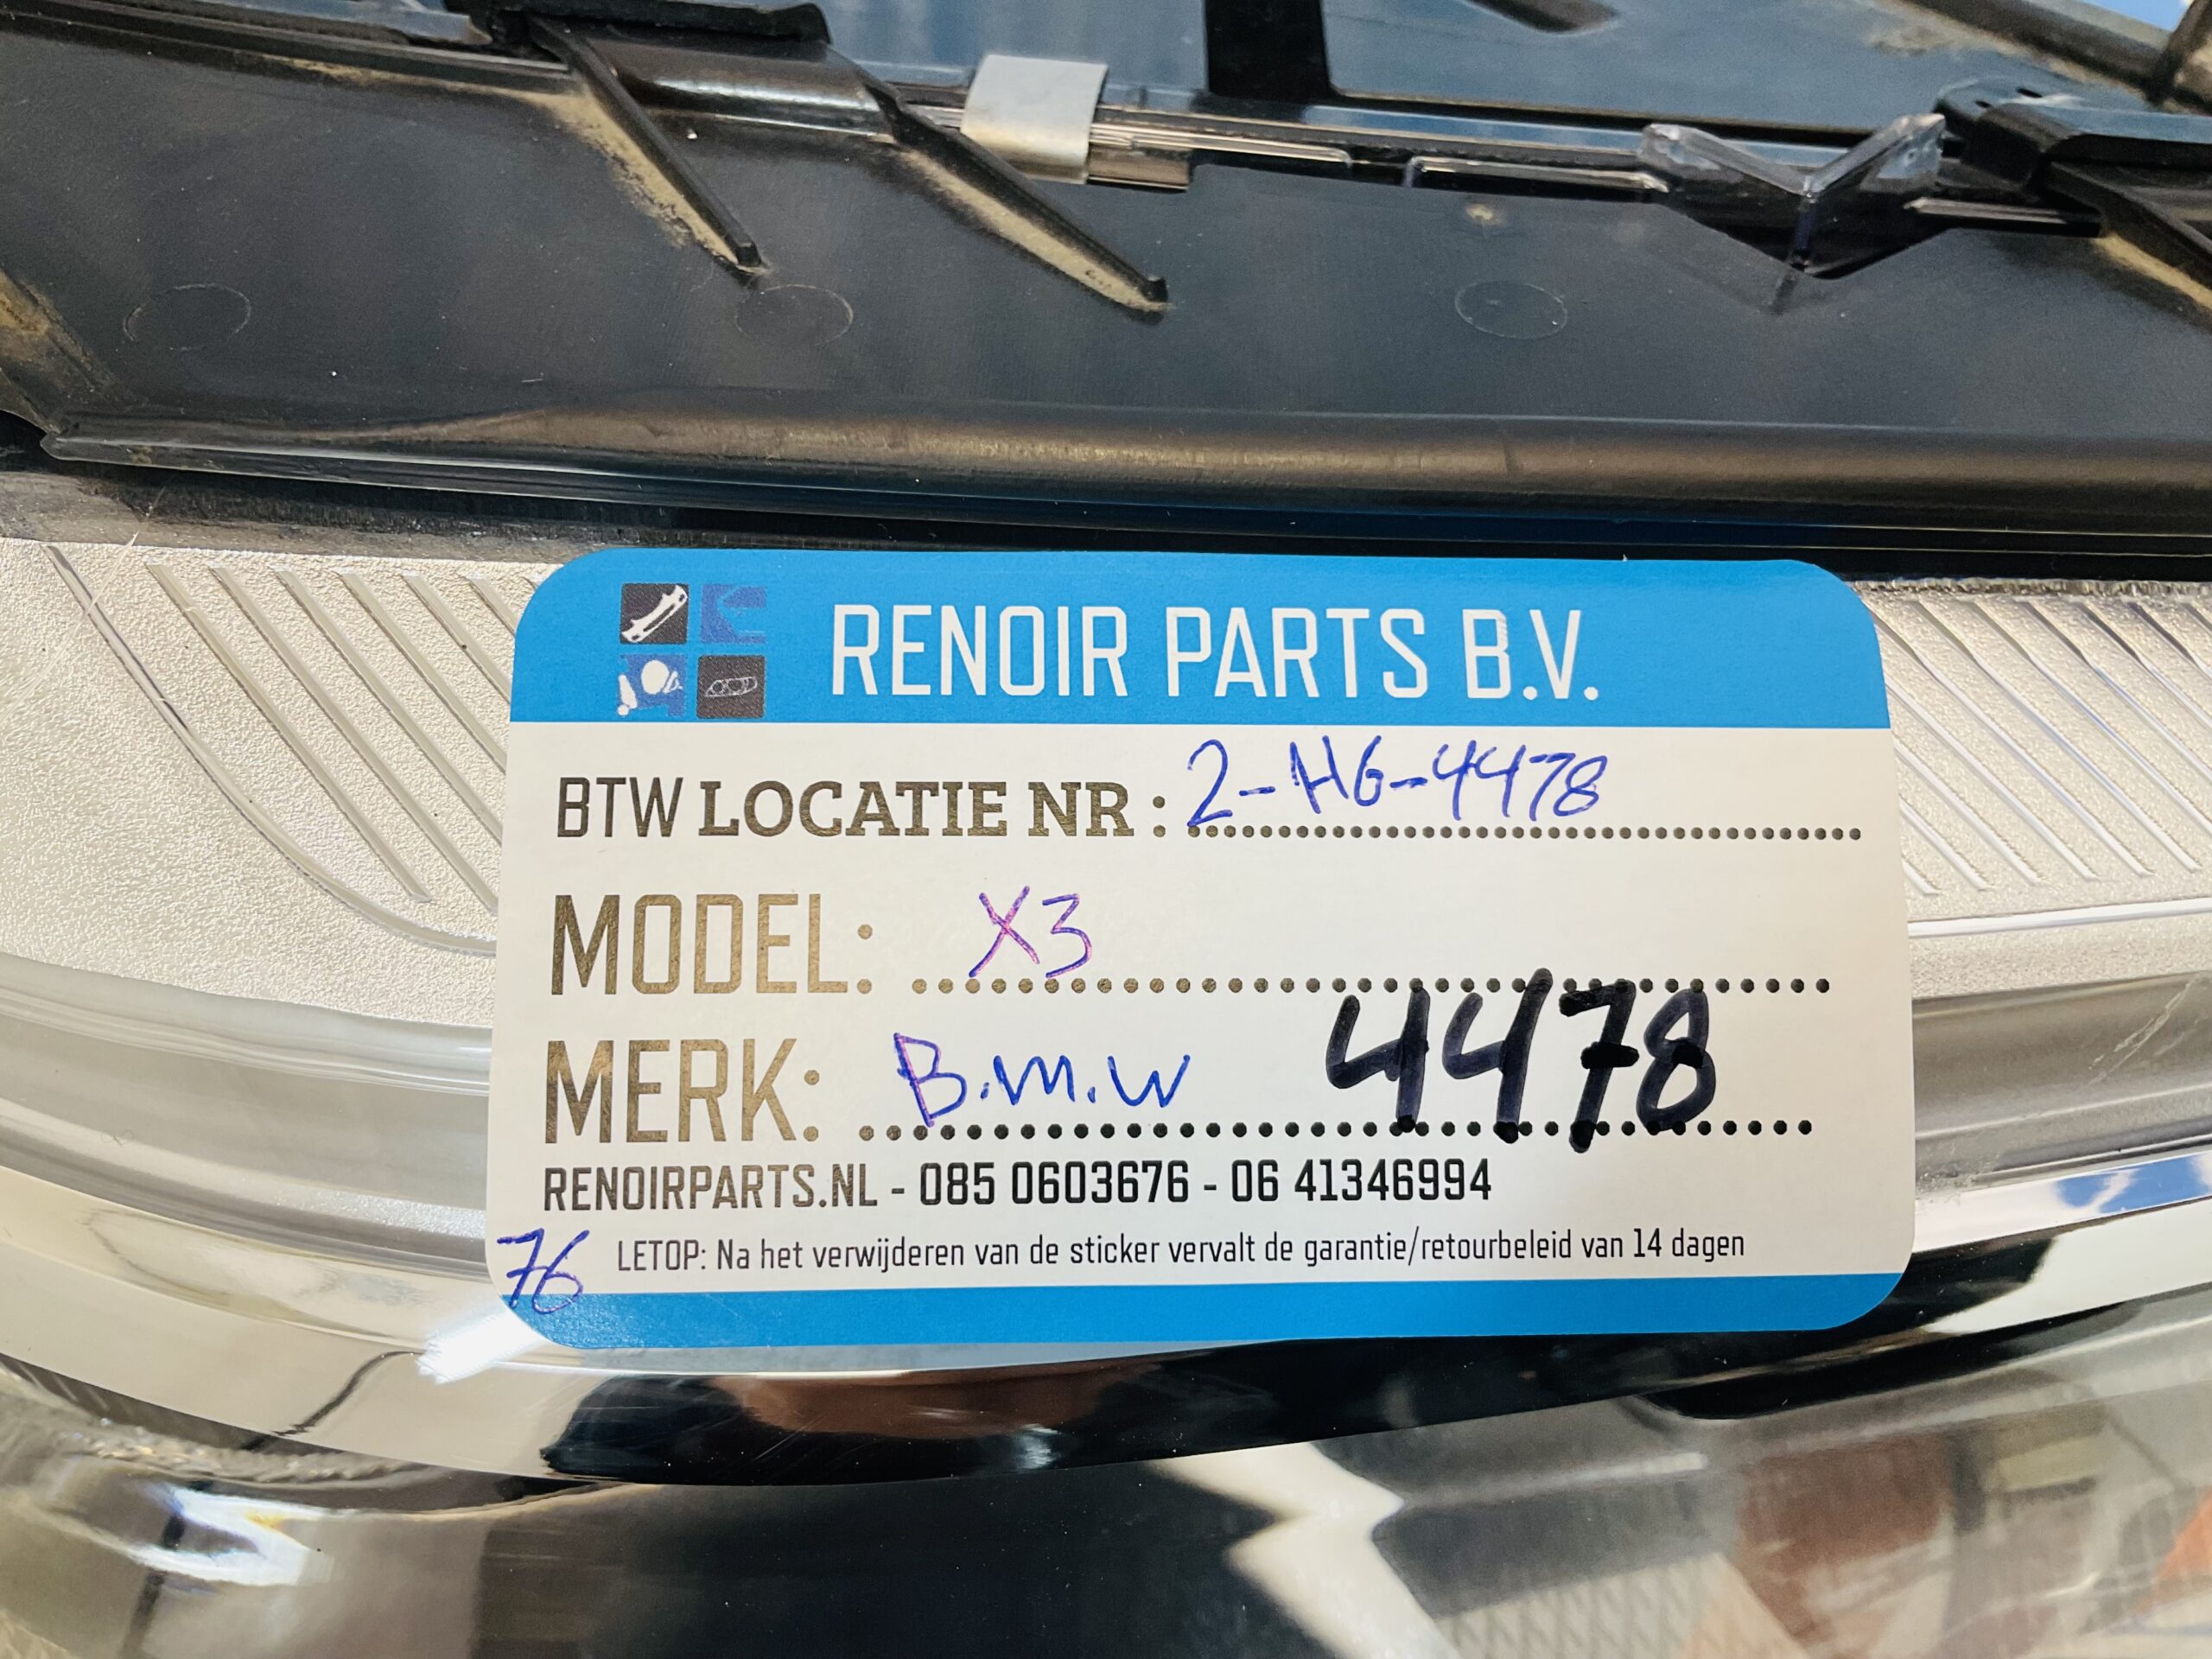 RENOIR PARTS B.V.
BTW LOCATIE NR : 2-HG-4478
MODEL: X3
MERK: B.M.W 4478
RENOIRPARTS.NL - 085 0603676 - 06 41346994
76 LETOP: Na het verwijderen van de sticker vervalt de garantie/retourbeleid van 14 dagen